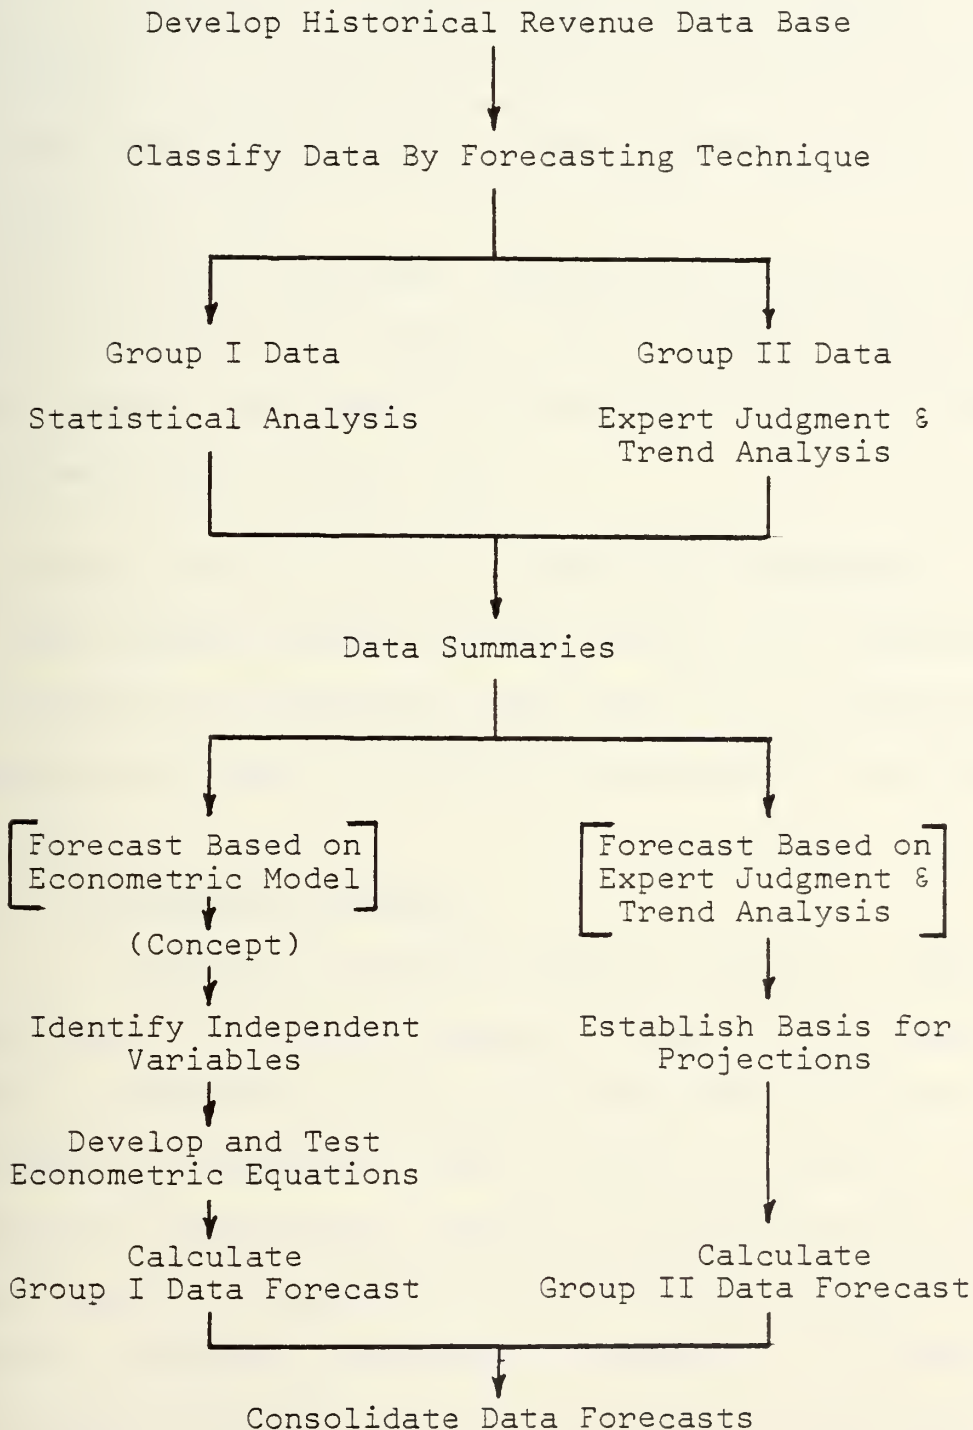 Develop Historical Revenue Data Base
Classify Data By Forecasting Technique
Group I Data
Statistical Analysis
Group II Data
Expert Judgment &
Trend Analysis
Data Summaries
Forecast Based on
Econometric Model
(Concept)
Identify Independent
Variables
Develop and Test
Econometric Equations
Calculate
Group I Data Forecast
Forecast Based on
Expert Judgment &
Trend Analysis
Establish Basis for
Projections
Calculate
Group II Data Forecast
Consolidate Data Forecasts